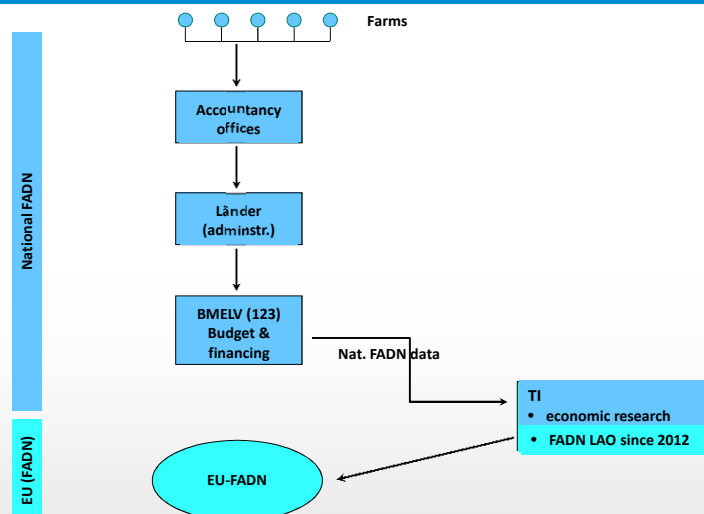 Farms
National FADN
Accountancy
offices
Länder
(adminstr.)
BMELV (123)
Budget &
financing
Nat. FADN data
TI
• economic research
• FADN LAO since 2012
EU (FADN)
EU-FADN